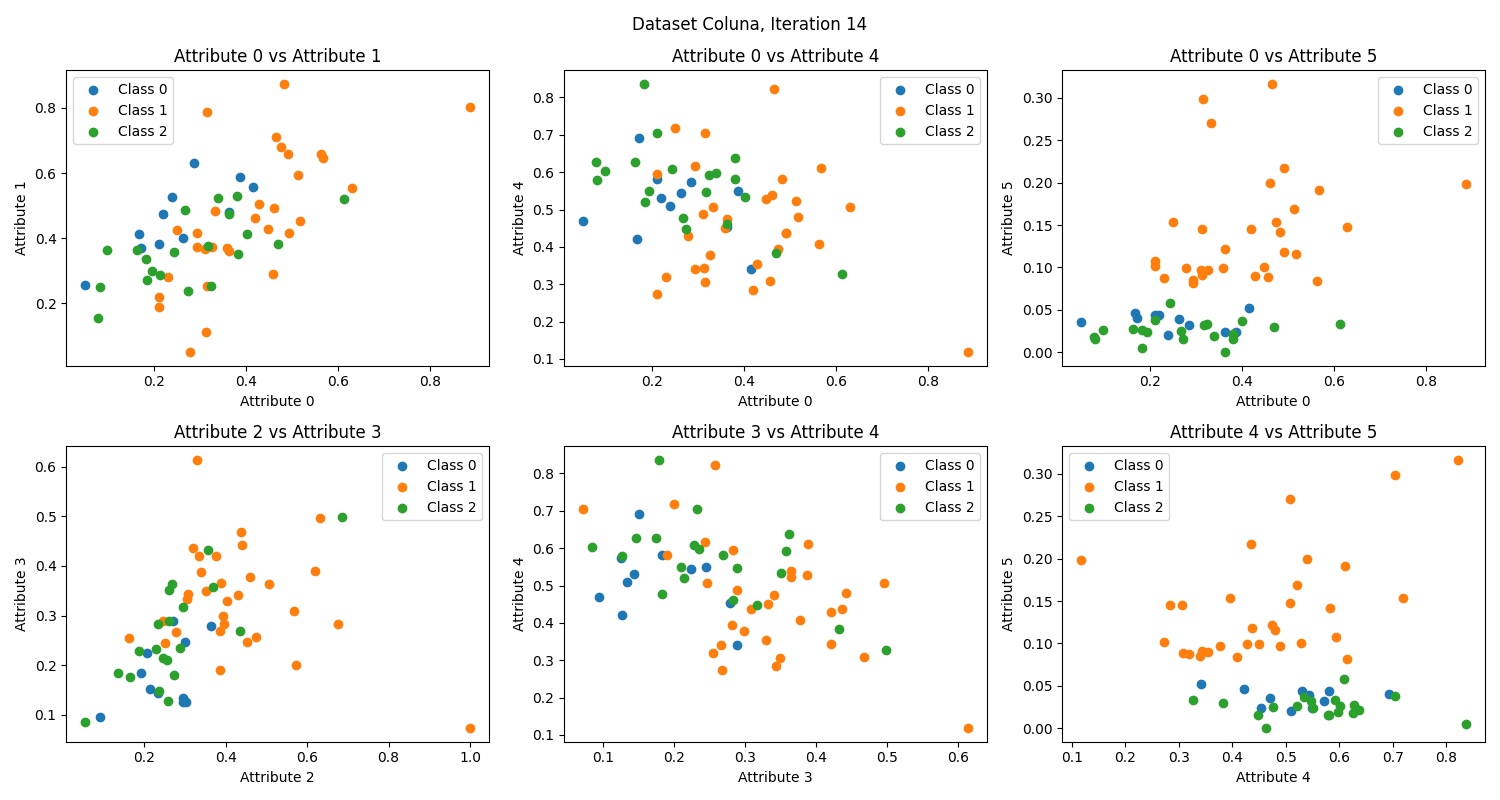 Dataset Coluna, Iteration 14
Attribute 0 vs Attribute 1
Class 0
Class 1
Class 2
0.8
0.6
0.4
0.2
Attribute 1
0.2
0.4
0.6
0.8
Attribute 0
Attribute 0 vs Attribute 4
Class 0
Class 1
Class 2
0.8
0.7
0.6
0.5
0.4
0.3
0.2
0.1
Attribute 4
0.2
0.4
0.6
0.8
Attribute 0
Attribute 0 vs Attribute 5
Class 0
Class 1
Class 2
0.30
0.25
0.20
0.15
0.10
0.05
0.00
Attribute 5
0.2
0.4
0.6
0.8
Attribute 0
Attribute 2 vs Attribute 3
Class 0
Class 1
Class 2
0.6
0.5
0.4
0.3
0.2
0.1
Attribute 3
0.2
0.4
0.6
0.8
1.0
Attribute 2
Attribute 3 vs Attribute 4
Class 0
Class 1
Class 2
0.8
0.7
0.6
0.5
0.4
0.3
0.2
0.1
Attribute 4
0.1
0.2
0.3
0.4
0.5
0.6
Attribute 3
Attribute 4 vs Attribute 5
Class 0
Class 1
Class 2
0.30
0.25
0.20
0.15
0.10
0.05
0.00
Attribute 5
0.1
0.2
0.3
0.4
0.5
0.6
0.7
0.8
Attribute 4